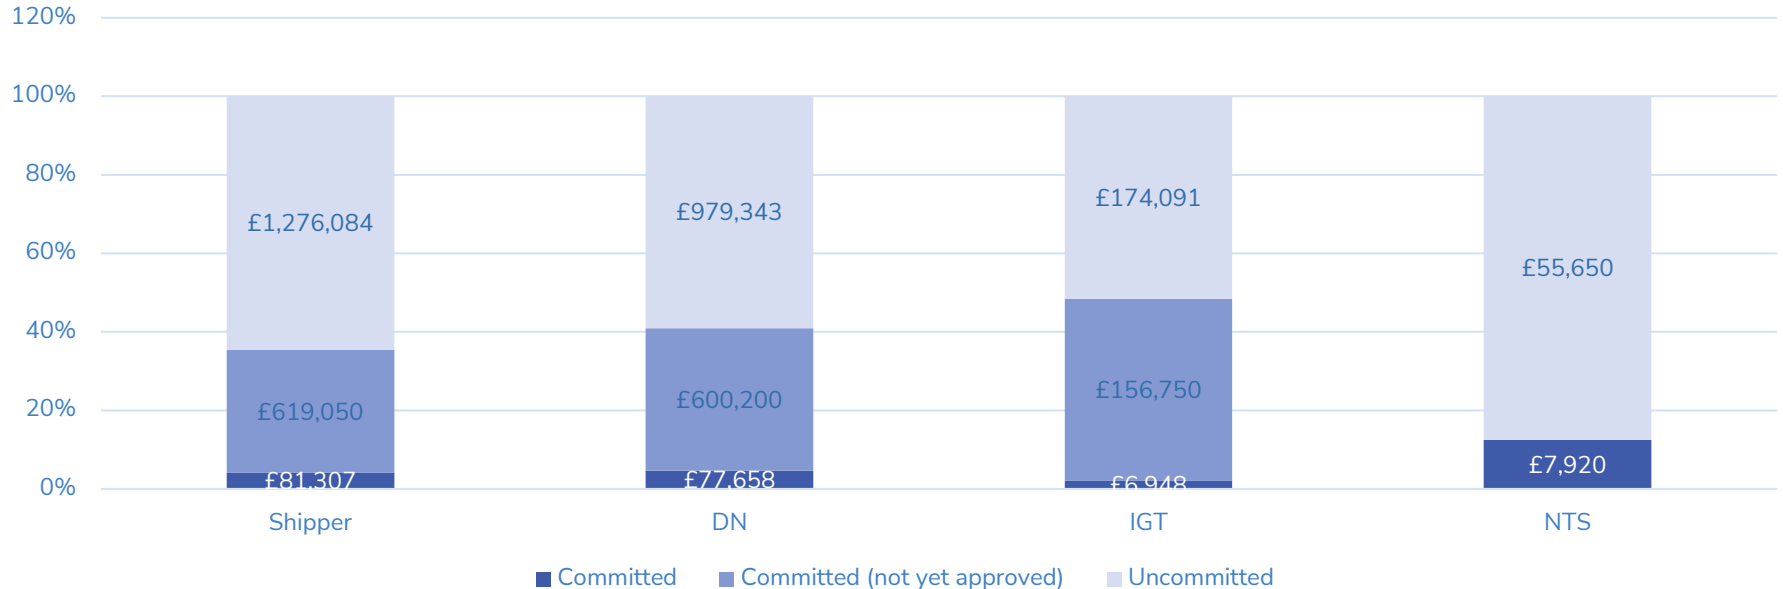 120%
100%
80%
60%
40%
20%
0%
£1,276,084
£979,343
£174,091
£55,650
£619,050
£600,200
£156,750
£81,307
£77,658
£6,948
£7,920
Shipper
DN
IGT
NTS
Committed
Committed (not yet approved)
Uncommitted